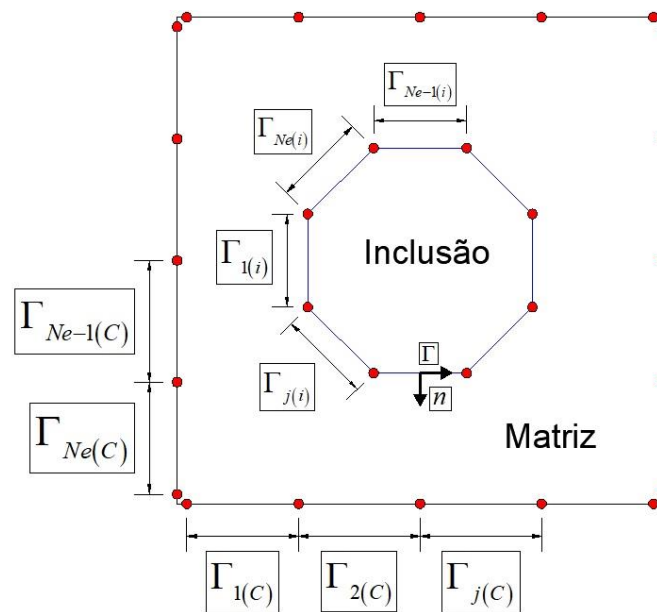 Γ_{Ne-1(i)}
Γ_{Ne(i)}
Γ_{1(i)}
Inclusão
Γ_{Ne-1(C)}
Γ
Γ_{j(i)}
n
Γ_{Ne(C)}
Matriz
Γ_{1(C)} Γ_{2(C)} Γ_{j(C)}